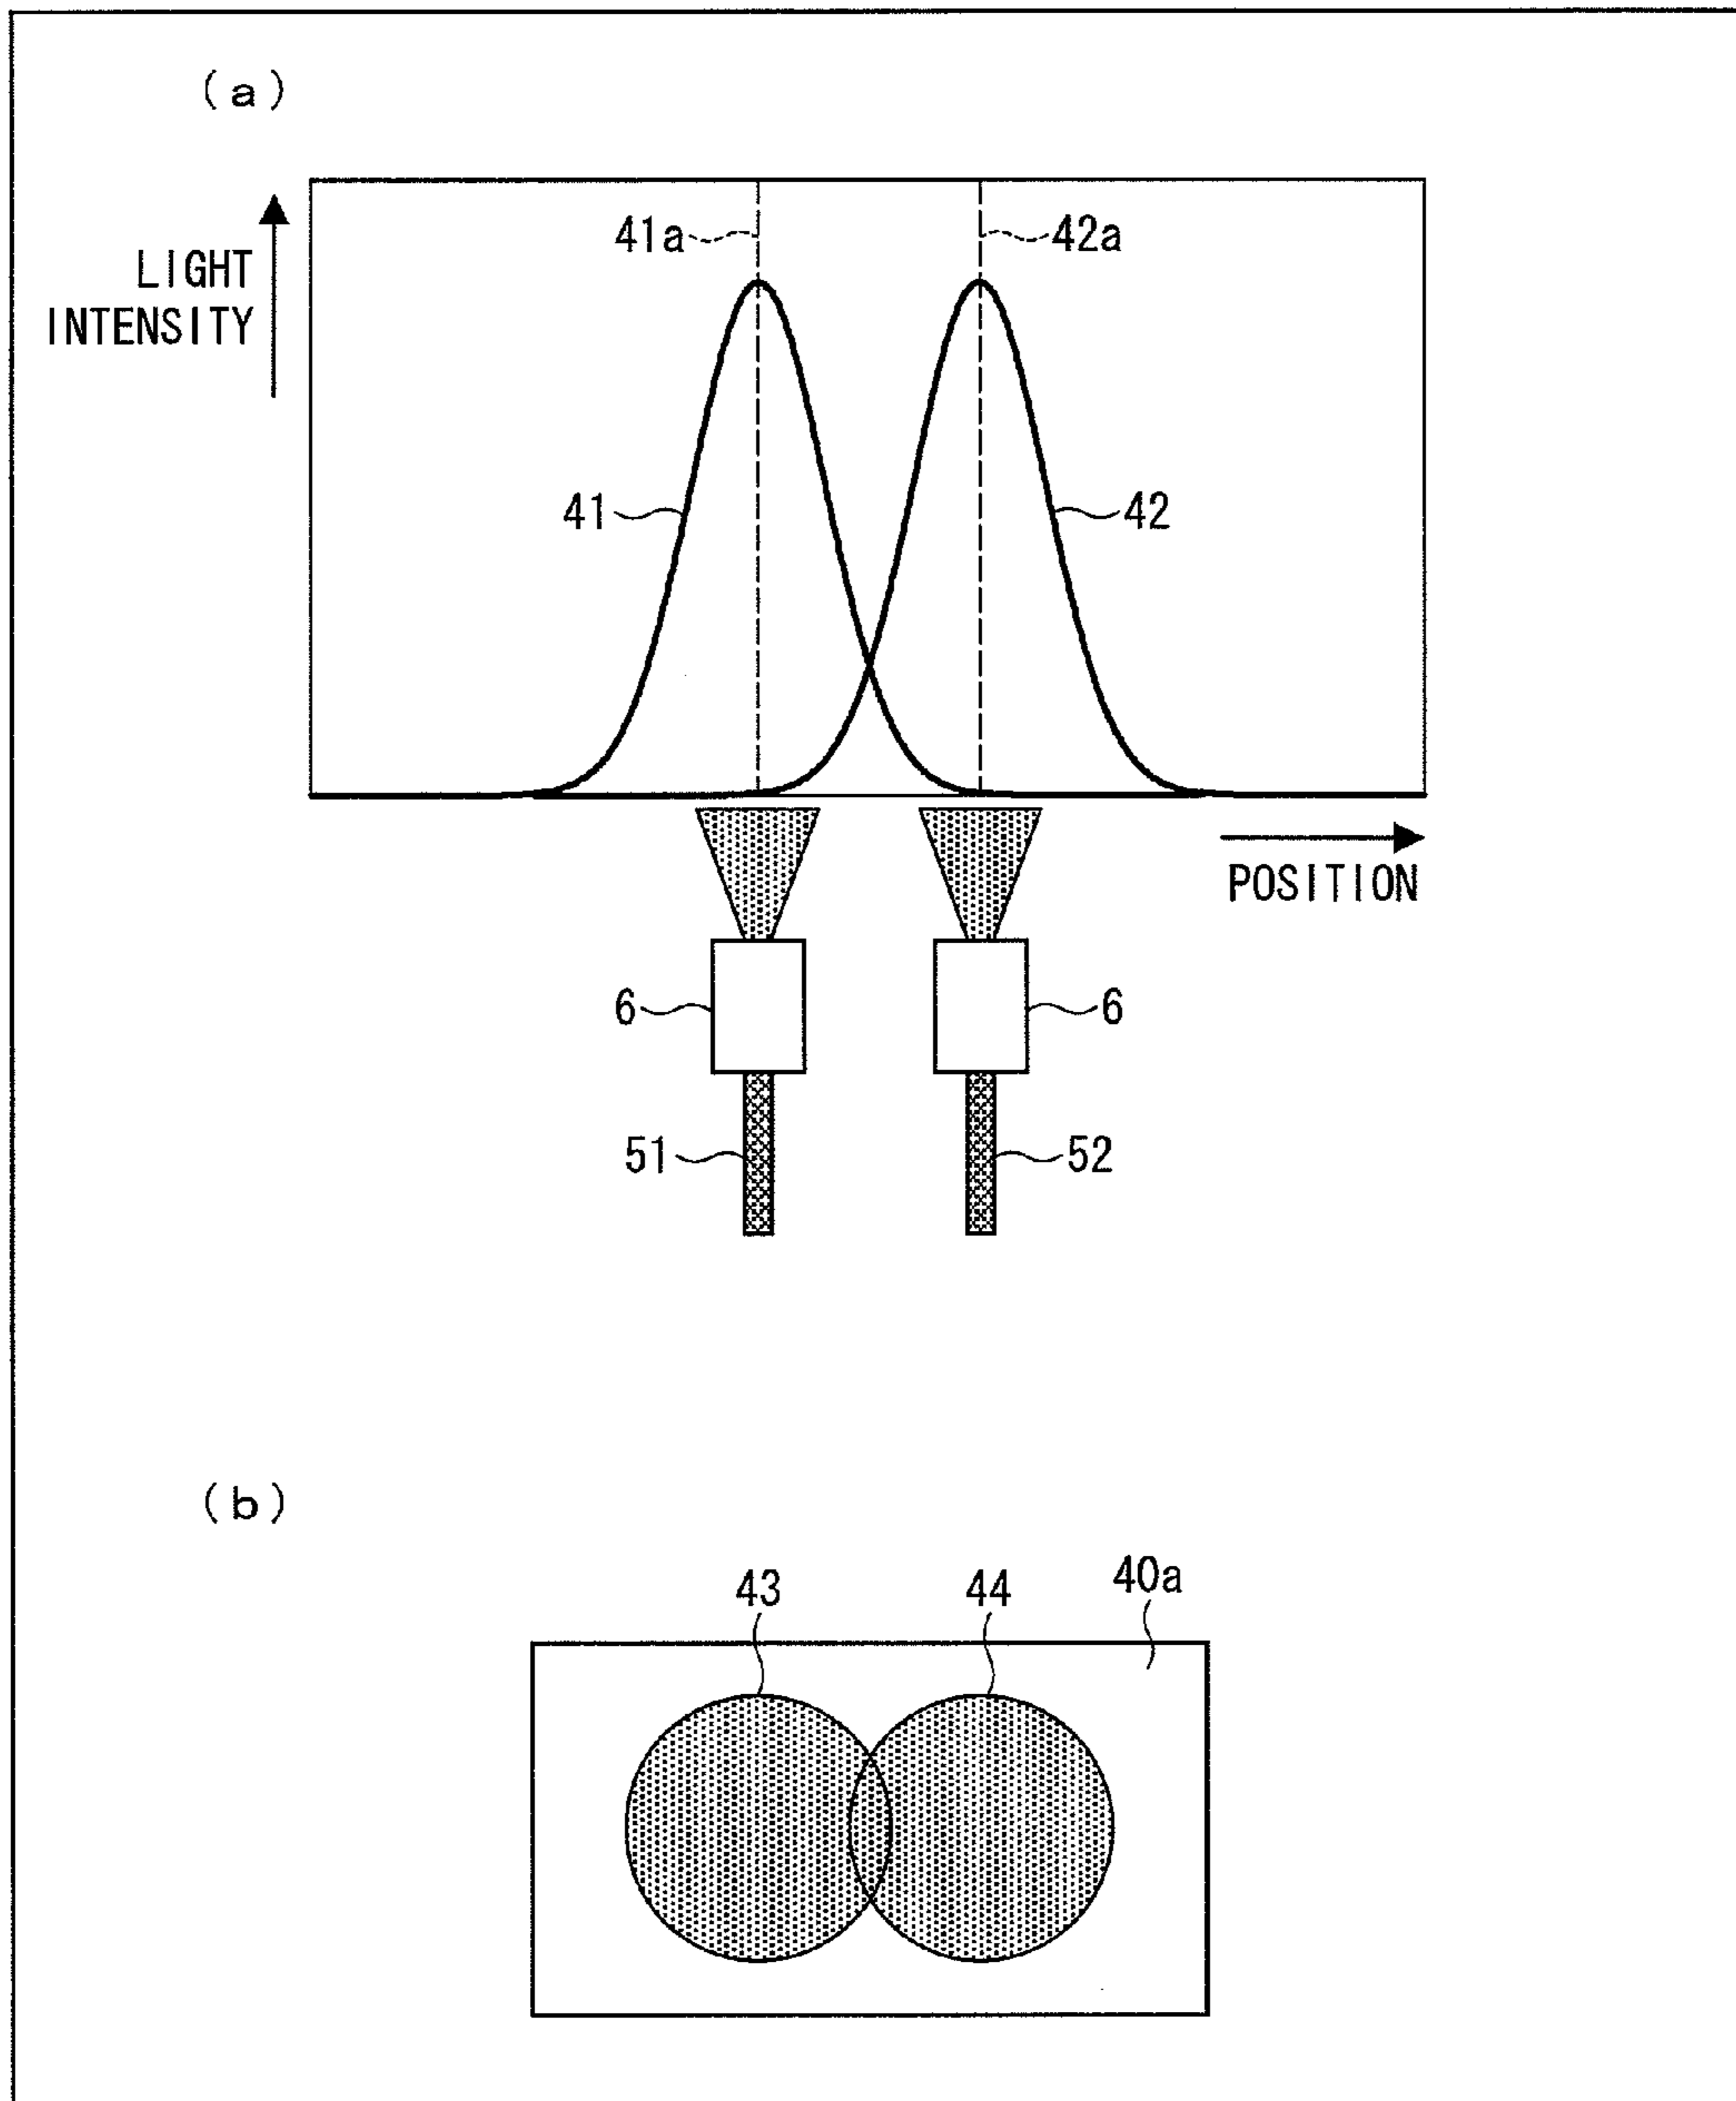 (a)
41a 42a
LIGHT
INTENSITY
41 42
POSITION
6 6
51 52
(b)
43 44 40a